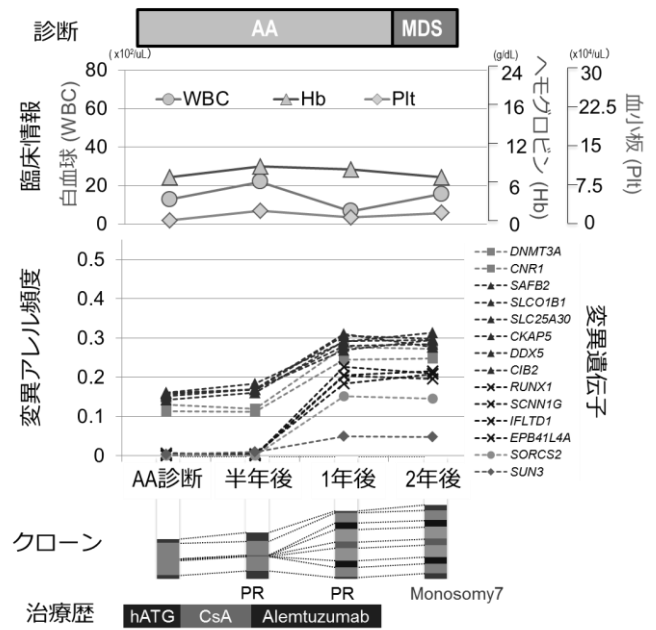 診断
AA
MDS
(x10²/uL)
(g/dL)
(x10⁴/uL)
臨床情報
白血球 (WBC)
80
60
40
20
0
WBC
Hb
Plt
24
16
12
6
0
ヘモグロビン (Hb)
30
22.5
15
7.5
0
血小板 (Plt)
変異アレル頻度
0.5
0.4
0.3
0.2
0.1
0
AA診断
半年後
1年後
2年後
DNMT3A
CNR1
SAFB2
SLCO1B1
SLC25A30
CKAP5
DDX5
CIB2
RUNX1
SCNN1G
IFLTD1
EPB41L4A
SORCS2
SUN3
変異遺伝子
クローン
PR
PR
Monosomy7
治療歴
hATG
CsA
Alemtuzumab